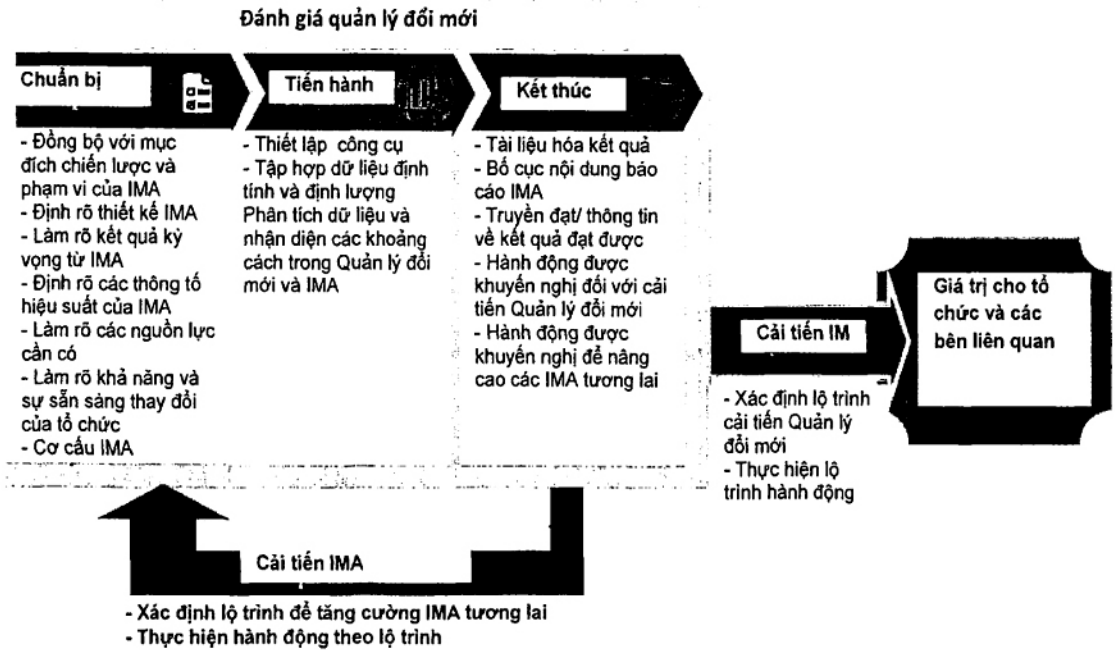 Đánh giá quản lý đổi mới
Chuẩn bị
- Đồng bộ với mục
đích chiến lược và
phạm vi của IMA
- Định rõ thiết kế IMA
- Làm rõ kết quả kỳ
vọng từ IMA
- Định rõ các thông tố
hiệu suất của IMA
- Làm rõ các nguồn lực
cần có
- Làm rõ khả năng và
sự sẵn sàng thay đổi
của tổ chức
- Cơ cấu IMA
Tiến hành
- Thiết lập công cụ
- Tập hợp dữ liệu định
tính và định lượng
Phân tích dữ liệu và
nhận diện các khoảng
cách trong Quản lý đổi
mới và IMA
Kết thúc
- Tài liệu hóa kết quả
- Bố cục nội dung báo
cáo IMA
- Truyền đạt/ thông tin
về kết quả đạt được
- Hành động được
khuyến nghị đối với cải
tiến Quản lý đổi mới
- Hành động được
khuyến nghị để nâng
cao các IMA tương lai
Cải tiến IM
- Xác định lộ trình
cải tiến Quản lý
đổi mới
- Thực hiện lộ
trình hành động
Giá trị cho tổ
chức và các
bên liên quan
Cải tiến IMA
- Xác định lộ trình để tăng cường IMA tương lai
- Thực hiện hành động theo lộ trình